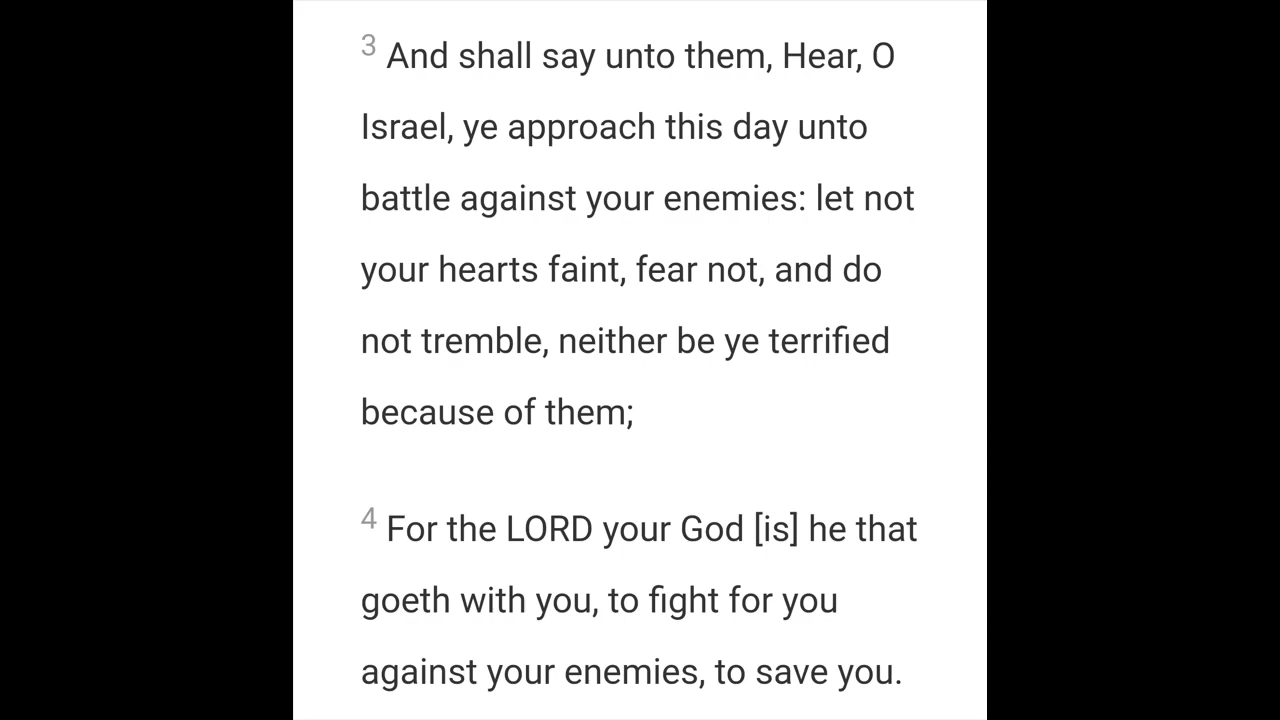 3 And shall say unto them, Hear, O
Israel, ye approach this day unto
battle against your enemies: let not
your hearts faint, fear not, and do
not tremble, neither be ye terrified
because of them;
4 For the LORD your God [is] he that
goeth with you, to fight for you
against your enemies, to save you.